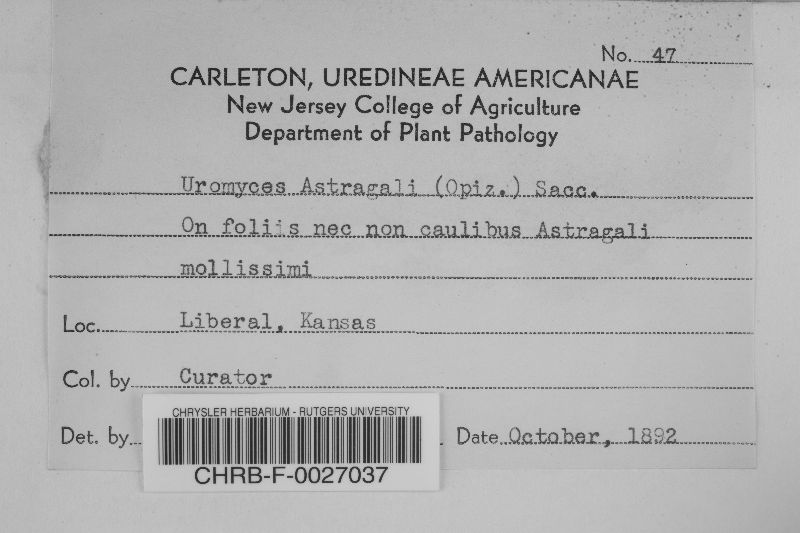 No. 47
CARLETON, UREDINEAE AMERICANAE
New Jersey College of Agriculture
Department of Plant Pathology
Uromyces Astragali (Opiz.) Sacc.
On foliis nec non caulibus Astragali
mollissimi
Loc. Liberal, Kansas
Col. by Curator
Det. by Date October, 1892
CHRYSLER HERBARIUM - RUTGERS UNIVERSITY
CHRB-F-0027037